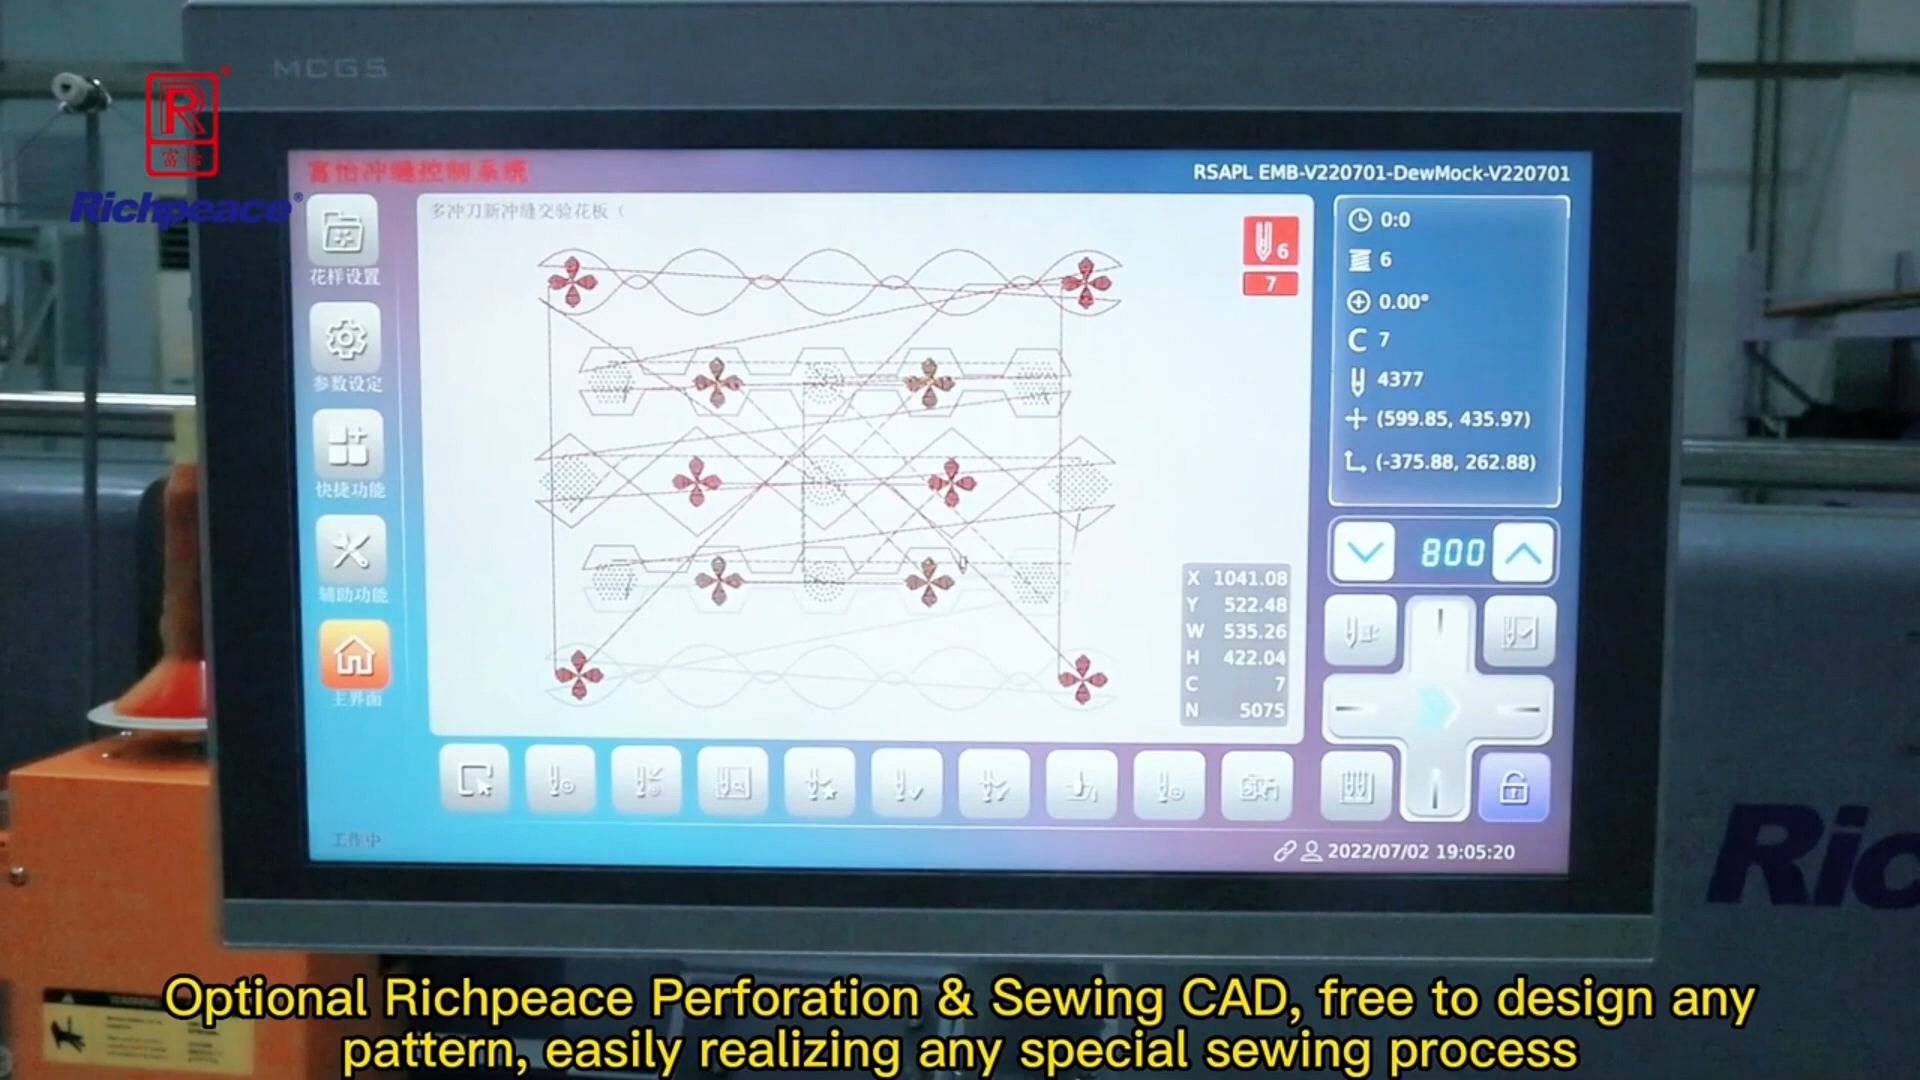 MCGS
R
富怡
Richpeace
富怡冲缝控制系统
RSAPL EMB-V220701-DewMock-V220701
多冲刀新冲缝交验花板（
花样设置
参数设定
快捷功能
辅助功能
主界面
6
7
0:0
6
0.00°
C 7
4377
(599.85, 435.97)
(-375.88, 262.88)
800
X 1041.08
Y 522.48
W 535.26
H 422.04
C 7
N 5075
工作中
2022/07/02 19:05:20
Ric
WARNING
Optional Richpeace Perforation & Sewing CAD, free to design any
pattern, easily realizing any special sewing process